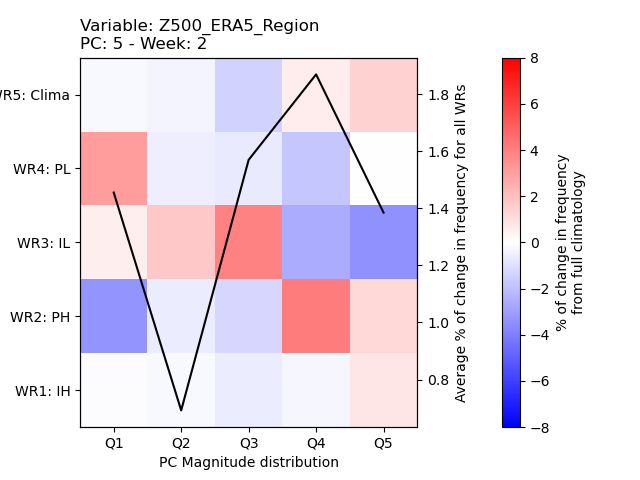 Variable: Z500_ERA5_Region
PC: 5 - Week: 2
WR5: Clima
WR4: PL
WR3: IL
WR2: PH
WR1: IH
Q1 Q2 Q3 Q4 Q5
PC Magnitude distribution
1.8
1.6
1.4
1.2
1.0
0.8
Average % of change in frequency for all WRs
8
6
4
2
0
−2
−4
−6
−8
% of change in frequency
from full climatology